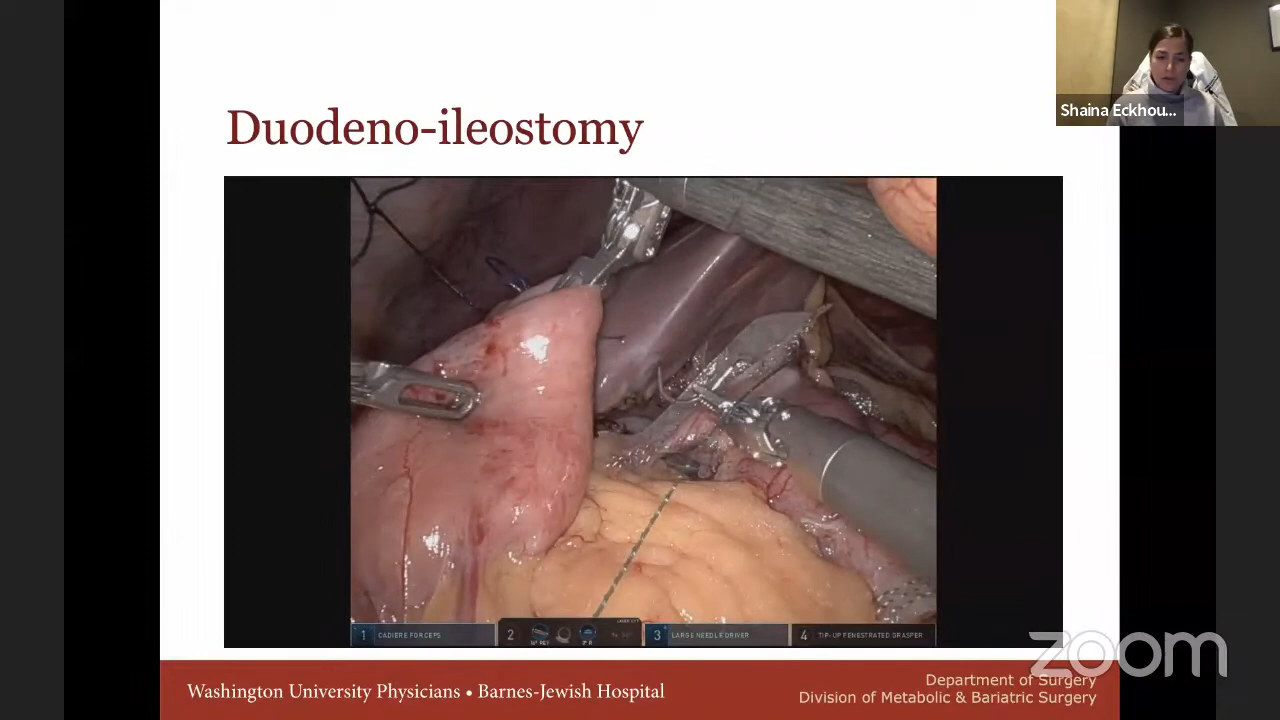 Shaina Eckhou...
Duodeno-ileostomy
1 CADIERE FORCEPS
2
3 LARGE NEEDLE DRIVER
4 TIP-UP FENESTRATED GRASPER
zoom
Washington University Physicians • Barnes-Jewish Hospital
Department of Surgery
Division of Metabolic & Bariatric Surgery